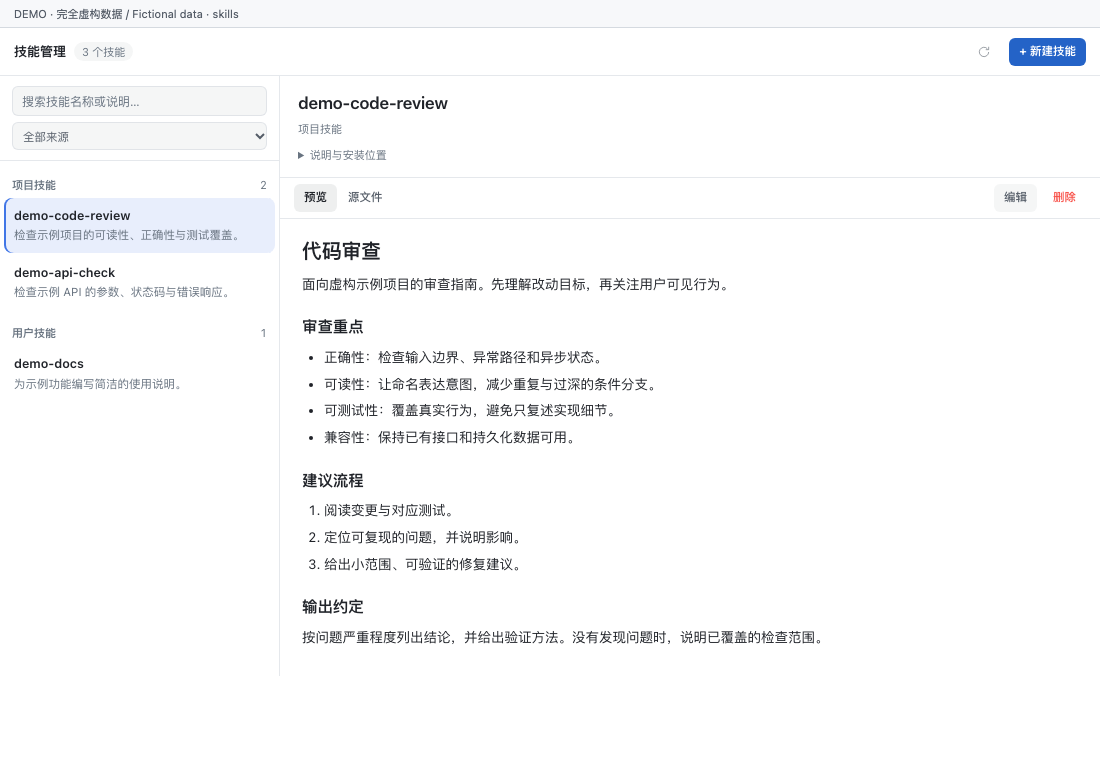 DEMO · 完全虚构数据 / Fictional data · skills
技能管理 3 个技能
+ 新建技能
搜索技能名称或说明...
全部来源
项目技能 2
demo-code-review
检查示例项目的可读性、正确性与测试覆盖。
demo-api-check
检查示例 API 的参数、状态码与错误响应。
用户技能 1
demo-docs
为示例功能编写简洁的使用说明。
demo-code-review
项目技能
▶ 说明与安装位置
预览 源文件 编辑 删除
代码审查
面向虚构示例项目的审查指南。先理解改动目标，再关注用户可见行为。
审查重点
• 正确性：检查输入边界、异常路径和异步状态。
• 可读性：让命名表达意图，减少重复与过深的条件分支。
• 可测试性：覆盖真实行为，避免只复述实现细节。
• 兼容性：保持已有接口和持久化数据可用。
建议流程
1. 阅读变更与对应测试。
2. 定位可复现的问题，并说明影响。
3. 给出小范围、可验证的修复建议。
输出约定
按问题严重程度列出结论，并给出验证方法。没有发现问题时，说明已覆盖的检查范围。